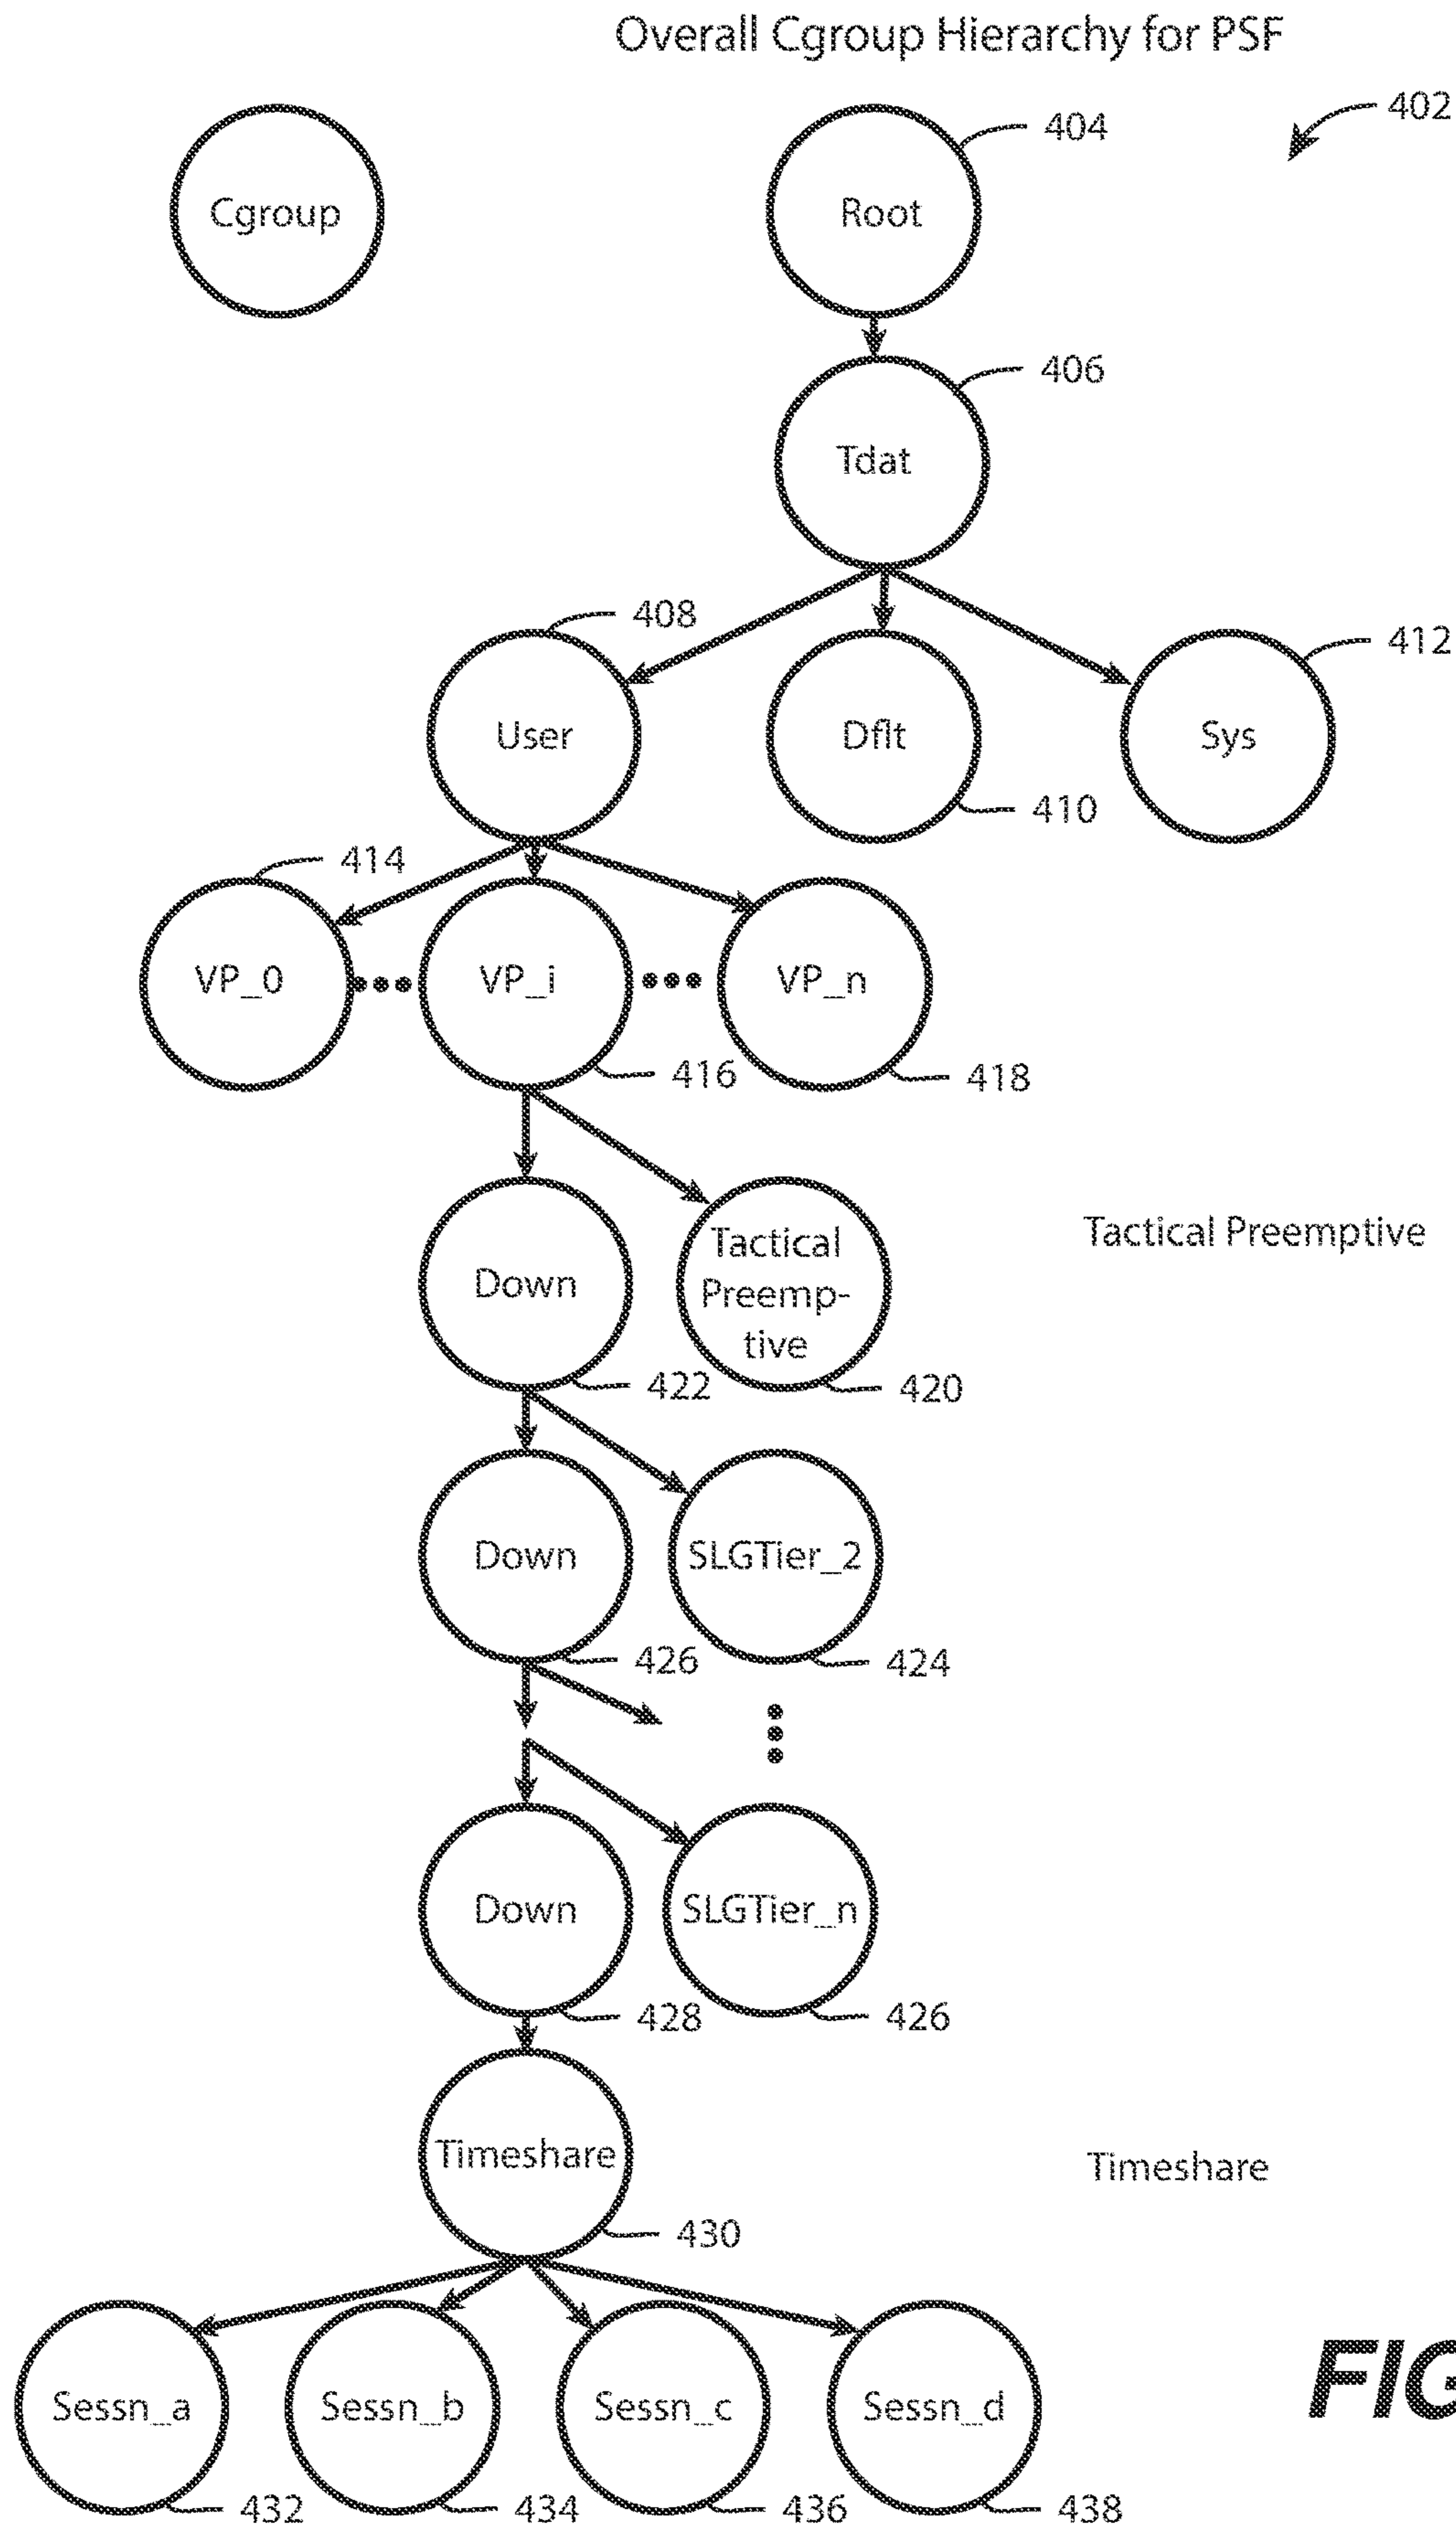 Overall Cgroup Hierarchy for PSF
402
404
Cgroup
Root
406
Tdat
408
412
User
Dflt
Sys
410
414
VP_0
VP_i
VP_n
416
418
Tactical Preemptive
Down
Tactical
Preemp-
tive
422
420
Down
SLGTier_2
426
424
Down
SLGTier_n
428
426
Timeshare
Timeshare
430
Sessn_a
Sessn_b
Sessn_c
Sessn_d
432
434
436
438